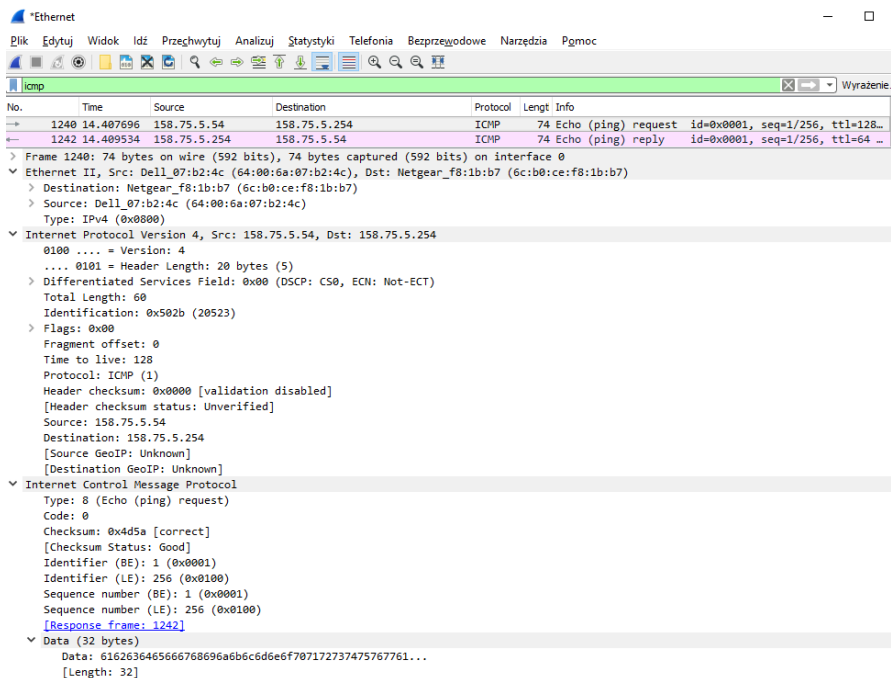 *Ethernet
Plik Edytuj Widok Idź Przechwytuj Analizuj Statystyki Telefonia Bezprzewodowe Narzędzia Pomoc
icmp Wyrażenie.
No. Time Source Destination Protocol Lengt Info
1240 14.407696 158.75.5.54 158.75.5.254 ICMP 74 Echo (ping) request id=0x0001, seq=1/256, ttl=128…
1242 14.409534 158.75.5.254 158.75.5.54 ICMP 74 Echo (ping) reply id=0x0001, seq=1/256, ttl=64 …
Frame 1240: 74 bytes on wire (592 bits), 74 bytes captured (592 bits) on interface 0
Ethernet II, Src: Dell_07:b2:4c (64:00:6a:07:b2:4c), Dst: Netgear_f8:1b:b7 (6c:b0:ce:f8:1b:b7)
Destination: Netgear_f8:1b:b7 (6c:b0:ce:f8:1b:b7)
Source: Dell_07:b2:4c (64:00:6a:07:b2:4c)
Type: IPv4 (0x0800)
Internet Protocol Version 4, Src: 158.75.5.54, Dst: 158.75.5.254
0100 .... = Version: 4
.... 0101 = Header Length: 20 bytes (5)
Differentiated Services Field: 0x00 (DSCP: CS0, ECN: Not-ECT)
Total Length: 60
Identification: 0x502b (20523)
Flags: 0x00
Fragment offset: 0
Time to live: 128
Protocol: ICMP (1)
Header checksum: 0x0000 [validation disabled]
[Header checksum status: Unverified]
Source: 158.75.5.54
Destination: 158.75.5.254
[Source GeoIP: Unknown]
[Destination GeoIP: Unknown]
Internet Control Message Protocol
Type: 8 (Echo (ping) request)
Code: 0
Checksum: 0x4d5a [correct]
[Checksum Status: Good]
Identifier (BE): 1 (0x0001)
Identifier (LE): 256 (0x0100)
Sequence number (BE): 1 (0x0001)
Sequence number (LE): 256 (0x0100)
[Response frame: 1242]
Data (32 bytes)
Data: 6162636465666768696a6b6c6d6e6f707172737475767761...
[Length: 32]